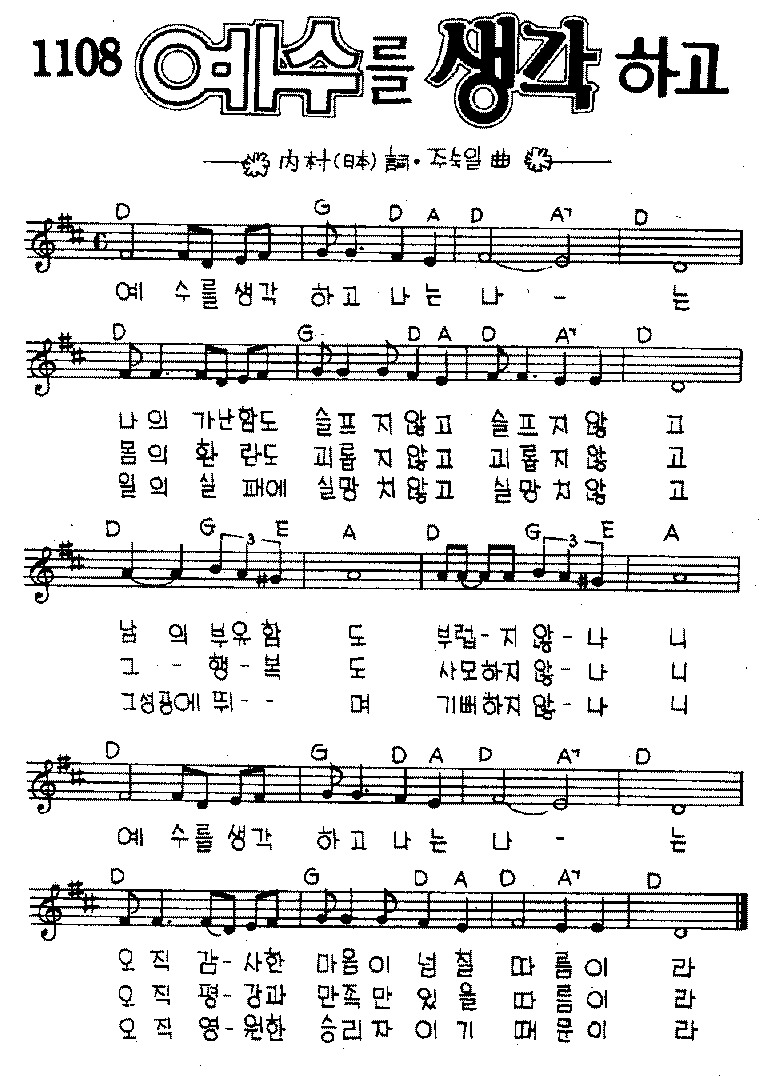 1108 예수를 생각하고
内村(日本) 詞 · 주숙일 曲
D G D A D A7 D
예 수를 생각 하고 나는 나 - 는
D G D A D A7 D
나의 가난함도 슬프 지않고 슬프지 않 고
몸의 환 란도 괴롭 지않고 괴롭지 않 고
일의 실 패에 실망 치않고 실망치 않 고
D G 3 E A D G 3 E A
남 의 부유함 도 부럽-지 않-나 니
그 - 행-복 도 사모하지 않-나 니
그성공에 뛰-- 며 기뻐하지 않-나 니
D G D A D A7 D
예 수를 생각 하고 나는 나 - 는
D G D A D A7 D
오직 감-사한 마음이 넘칠 따름이 라
오직 평-강과 만족만 있을 따름이 라
오직 영-원한 승리자 이기 때문이 라